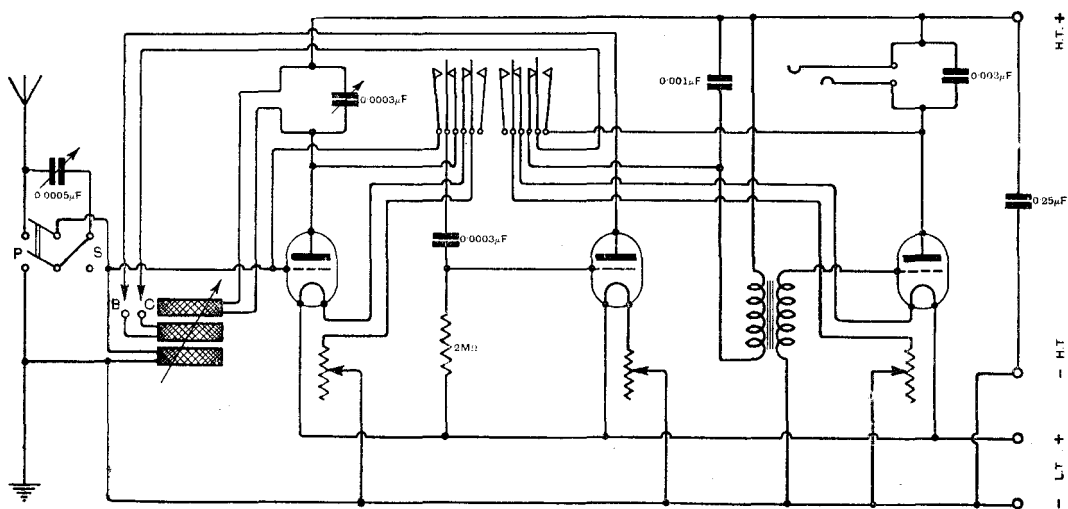 H.T. +
0·001µF
0·003µF
0·0003µF
0·0005µF
0·25µF
P
S
0·0003µF
B
C
2MΩ
– H.T
+
L.T.
–